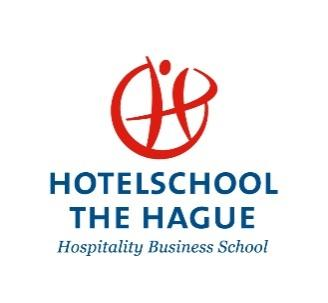 HOTELSCHOOL
THE HAGUE
Hospitality Business School